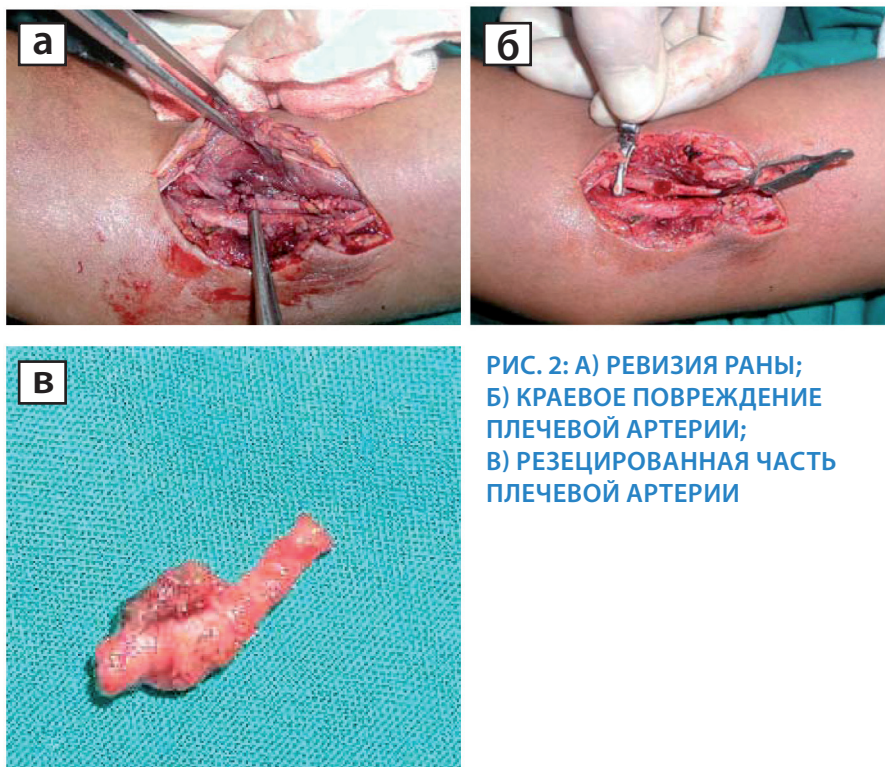 а
б
в
РИС. 2: А) РЕВИЗИЯ РАНЫ;
Б) КРАЕВОЕ ПОВРЕЖДЕНИЕ
ПЛЕЧЕВОЙ АРТЕРИИ;
В) РЕЗЕЦИРОВАННАЯ ЧАСТЬ
ПЛЕЧЕВОЙ АРТЕРИИ